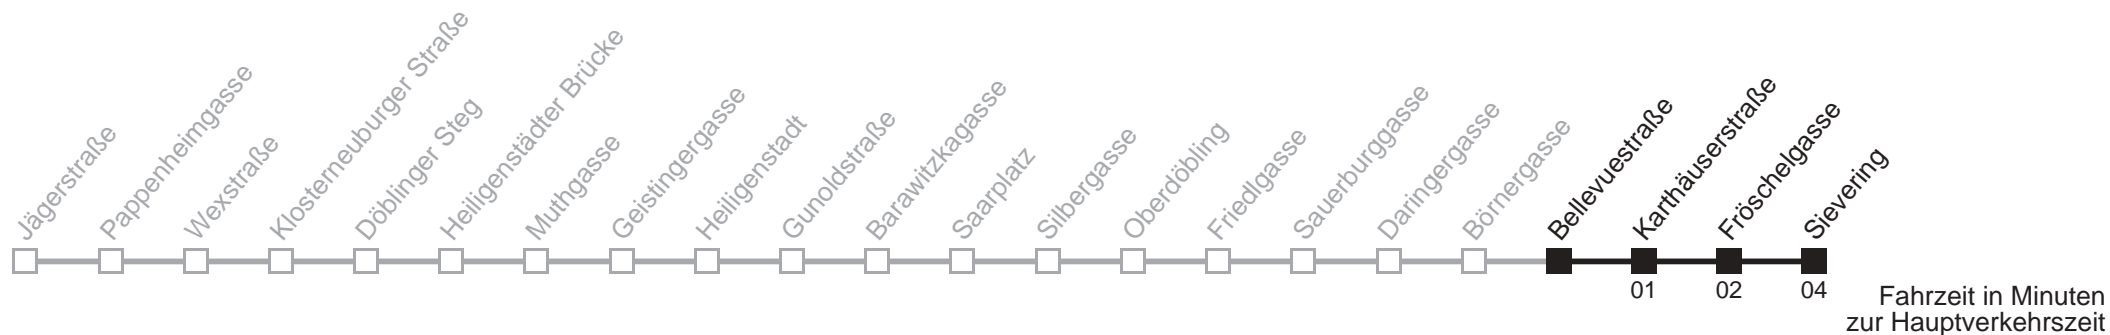 Jägerstraße
Pappenheimgasse
Wexstraße
Klosterneuburger Straße
Döblinger Steg
Heiligenstädter Brücke
Muthgasse
Geistingergasse
Heiligenstadt
Gunoldstraße
Barawitzkagasse
Saarplatz
Silbergasse
Oberdöbling
Friedlgasse
Sauerburggasse
Daringergasse
Börnergasse
Bellevuestraße
Karthäuserstraße
Fröschelgasse
Sievering
01
02
04
Fahrzeit in Minuten
zur Hauptverkehrszeit